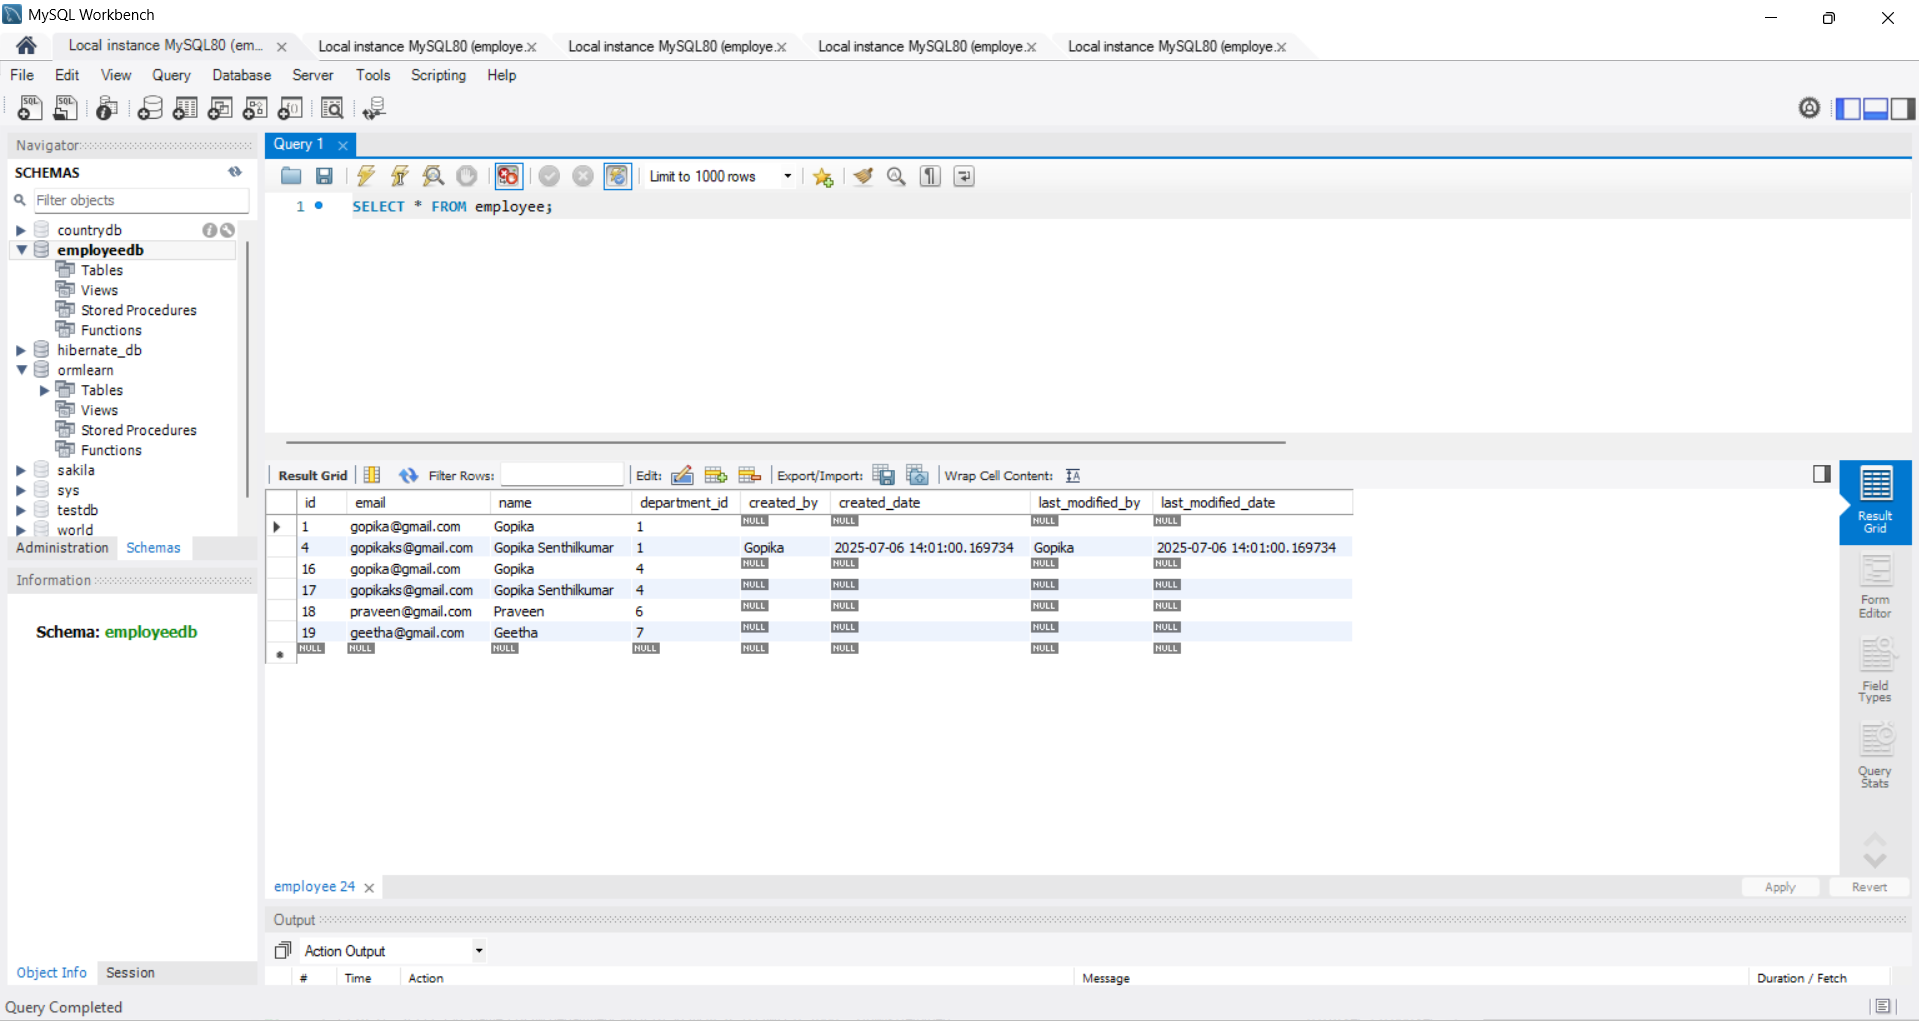 MySQL Workbench
Local instance MySQL80 (em...
Local instance MySQL80 (employe.
Local instance MySQL80 (employe.
Local instance MySQL80 (employe.
Local instance MySQL80 (employe.
File Edit View Query Database Server Tools Scripting Help
Navigator
SCHEMAS
Filter objects
countrydb
employeedb
Tables
Views
Stored Procedures
Functions
hibernate_db
ormlearn
Tables
Views
Stored Procedures
Functions
sakila
sys
testdb
world
Administration Schemas
Information
Schema: employeedb
Object Info Session
Query 1
Limit to 1000 rows
1 SELECT * FROM employee;
Result Grid Filter Rows: Edit: Export/Import: Wrap Cell Content:
id email name department_id created_by created_date last_modified_by last_modified_date
1 gopika@gmail.com Gopika 1 NULL NULL NULL NULL
4 gopikaks@gmail.com Gopika Senthilkumar 1 Gopika 2025-07-06 14:01:00.169734 Gopika 2025-07-06 14:01:00.169734
16 gopika@gmail.com Gopika 4 NULL NULL NULL NULL
17 gopikaks@gmail.com Gopika Senthilkumar 4 NULL NULL NULL NULL
18 praveen@gmail.com Praveen 6 NULL NULL NULL NULL
19 geetha@gmail.com Geetha 7 NULL NULL NULL NULL
NULL NULL NULL NULL NULL NULL NULL NULL
Result
Grid
Form
Editor
Field
Types
Query
Stats
employee 24
Apply Revert
Output
Action Output
# Time Action Message Duration / Fetch
Query Completed